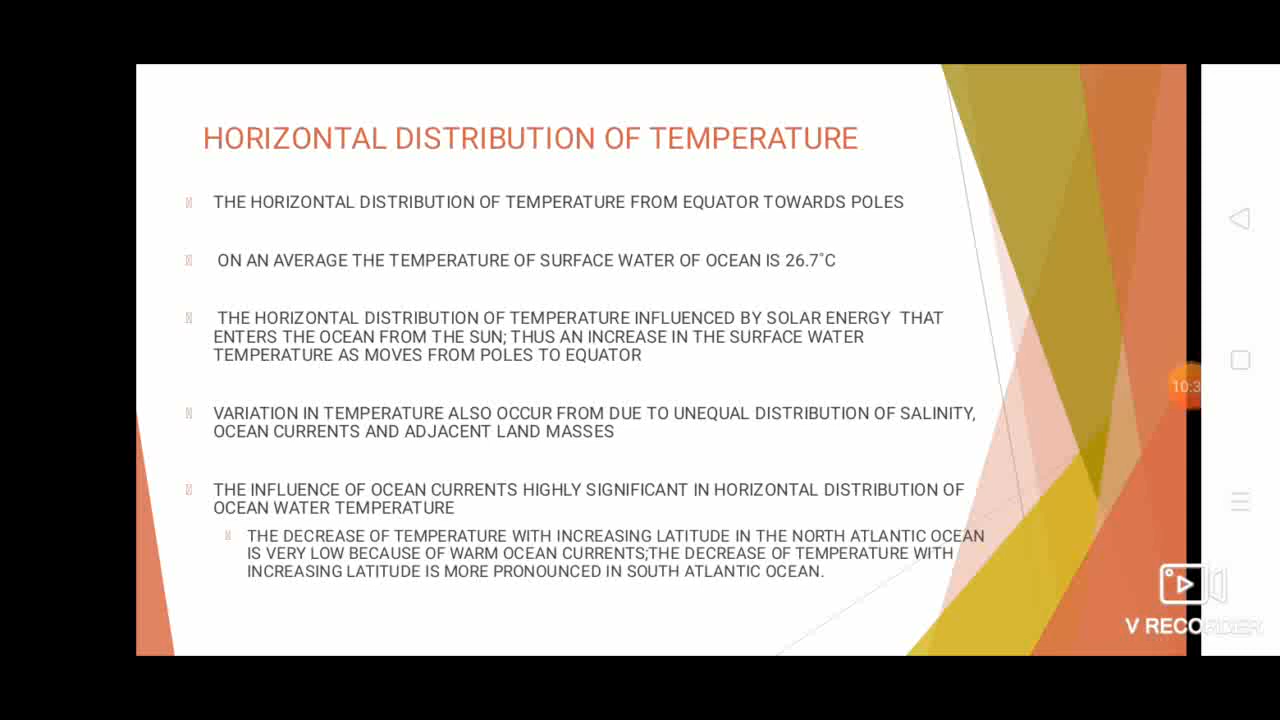 HORIZONTAL DISTRIBUTION OF TEMPERATURE
THE HORIZONTAL DISTRIBUTION OF TEMPERATURE FROM EQUATOR TOWARDS POLES
ON AN AVERAGE THE TEMPERATURE OF SURFACE WATER OF OCEAN IS 26.7˚C
THE HORIZONTAL DISTRIBUTION OF TEMPERATURE INFLUENCED BY SOLAR ENERGY THAT
ENTERS THE OCEAN FROM THE SUN; THUS AN INCREASE IN THE SURFACE WATER
TEMPERATURE AS MOVES FROM POLES TO EQUATOR
VARIATION IN TEMPERATURE ALSO OCCUR FROM DUE TO UNEQUAL DISTRIBUTION OF SALINITY,
OCEAN CURRENTS AND ADJACENT LAND MASSES
THE INFLUENCE OF OCEAN CURRENTS HIGHLY SIGNIFICANT IN HORIZONTAL DISTRIBUTION OF
OCEAN WATER TEMPERATURE
THE DECREASE OF TEMPERATURE WITH INCREASING LATITUDE IN THE NORTH ATLANTIC OCEAN
IS VERY LOW BECAUSE OF WARM OCEAN CURRENTS;THE DECREASE OF TEMPERATURE WITH
INCREASING LATITUDE IS MORE PRONOUNCED IN SOUTH ATLANTIC OCEAN.
10:3
V RECORDER